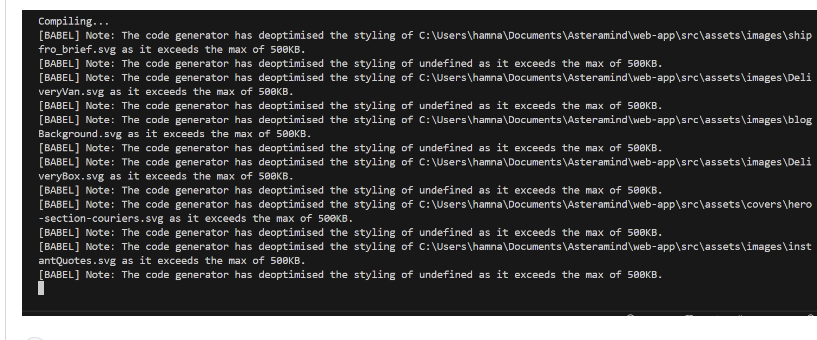 Compiling...
[BABEL] Note: The code generator has deoptimised the styling of C:\Users\hamna\Documents\Asteramind\web-app\src\assets\images\ship
fro_brief.svg as it exceeds the max of 500KB.
[BABEL] Note: The code generator has deoptimised the styling of undefined as it exceeds the max of 500KB.
[BABEL] Note: The code generator has deoptimised the styling of C:\Users\hamna\Documents\Asteramind\web-app\src\assets\images\Deli
veryVan.svg as it exceeds the max of 500KB.
[BABEL] Note: The code generator has deoptimised the styling of undefined as it exceeds the max of 500KB.
[BABEL] Note: The code generator has deoptimised the styling of C:\Users\hamna\Documents\Asteramind\web-app\src\assets\images\blog
Background.svg as it exceeds the max of 500KB.
[BABEL] Note: The code generator has deoptimised the styling of undefined as it exceeds the max of 500KB.
[BABEL] Note: The code generator has deoptimised the styling of C:\Users\hamna\Documents\Asteramind\web-app\src\assets\images\Deli
veryBox.svg as it exceeds the max of 500KB.
[BABEL] Note: The code generator has deoptimised the styling of undefined as it exceeds the max of 500KB.
[BABEL] Note: The code generator has deoptimised the styling of C:\Users\hamna\Documents\Asteramind\web-app\src\assets\covers\hero
-section-couriers.svg as it exceeds the max of 500KB.
[BABEL] Note: The code generator has deoptimised the styling of undefined as it exceeds the max of 500KB.
[BABEL] Note: The code generator has deoptimised the styling of C:\Users\hamna\Documents\Asteramind\web-app\src\assets\images\inst
antQuotes.svg as it exceeds the max of 500KB.
[BABEL] Note: The code generator has deoptimised the styling of undefined as it exceeds the max of 500KB.